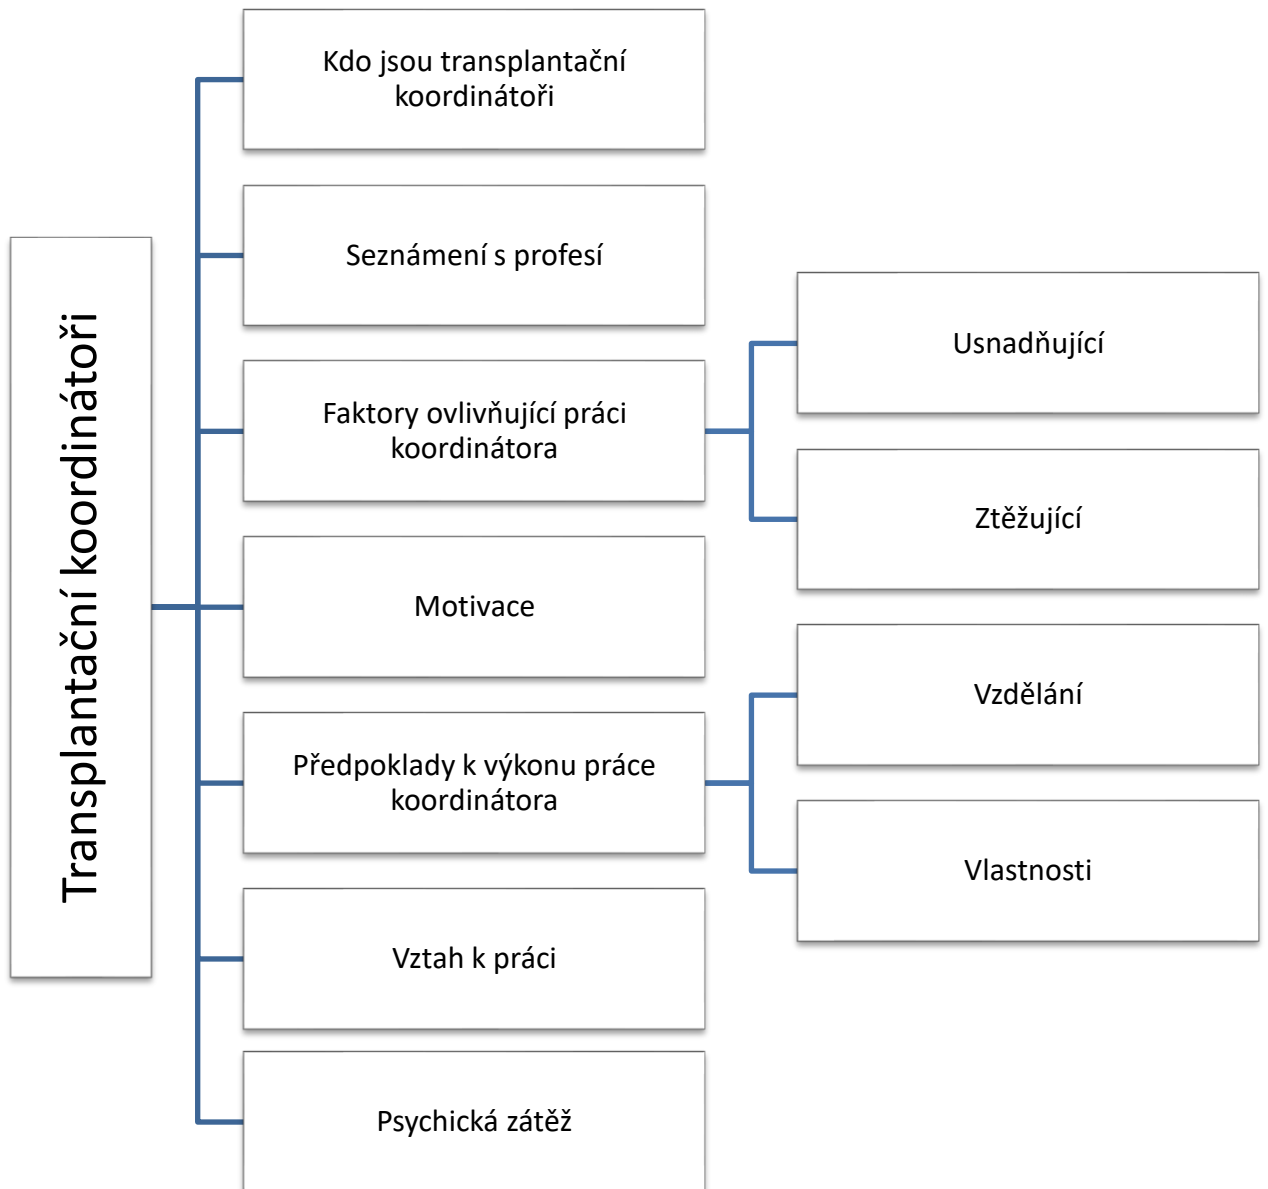 Transplantační koordinátoři
Kdo jsou transplantační
koordinátoři
Seznámení s profesí
Faktory ovlivňující práci
koordinátora
Usnadňující
Ztěžující
Motivace
Předpoklady k výkonu práce
koordinátora
Vzdělání
Vlastnosti
Vztah k práci
Psychická zátěž